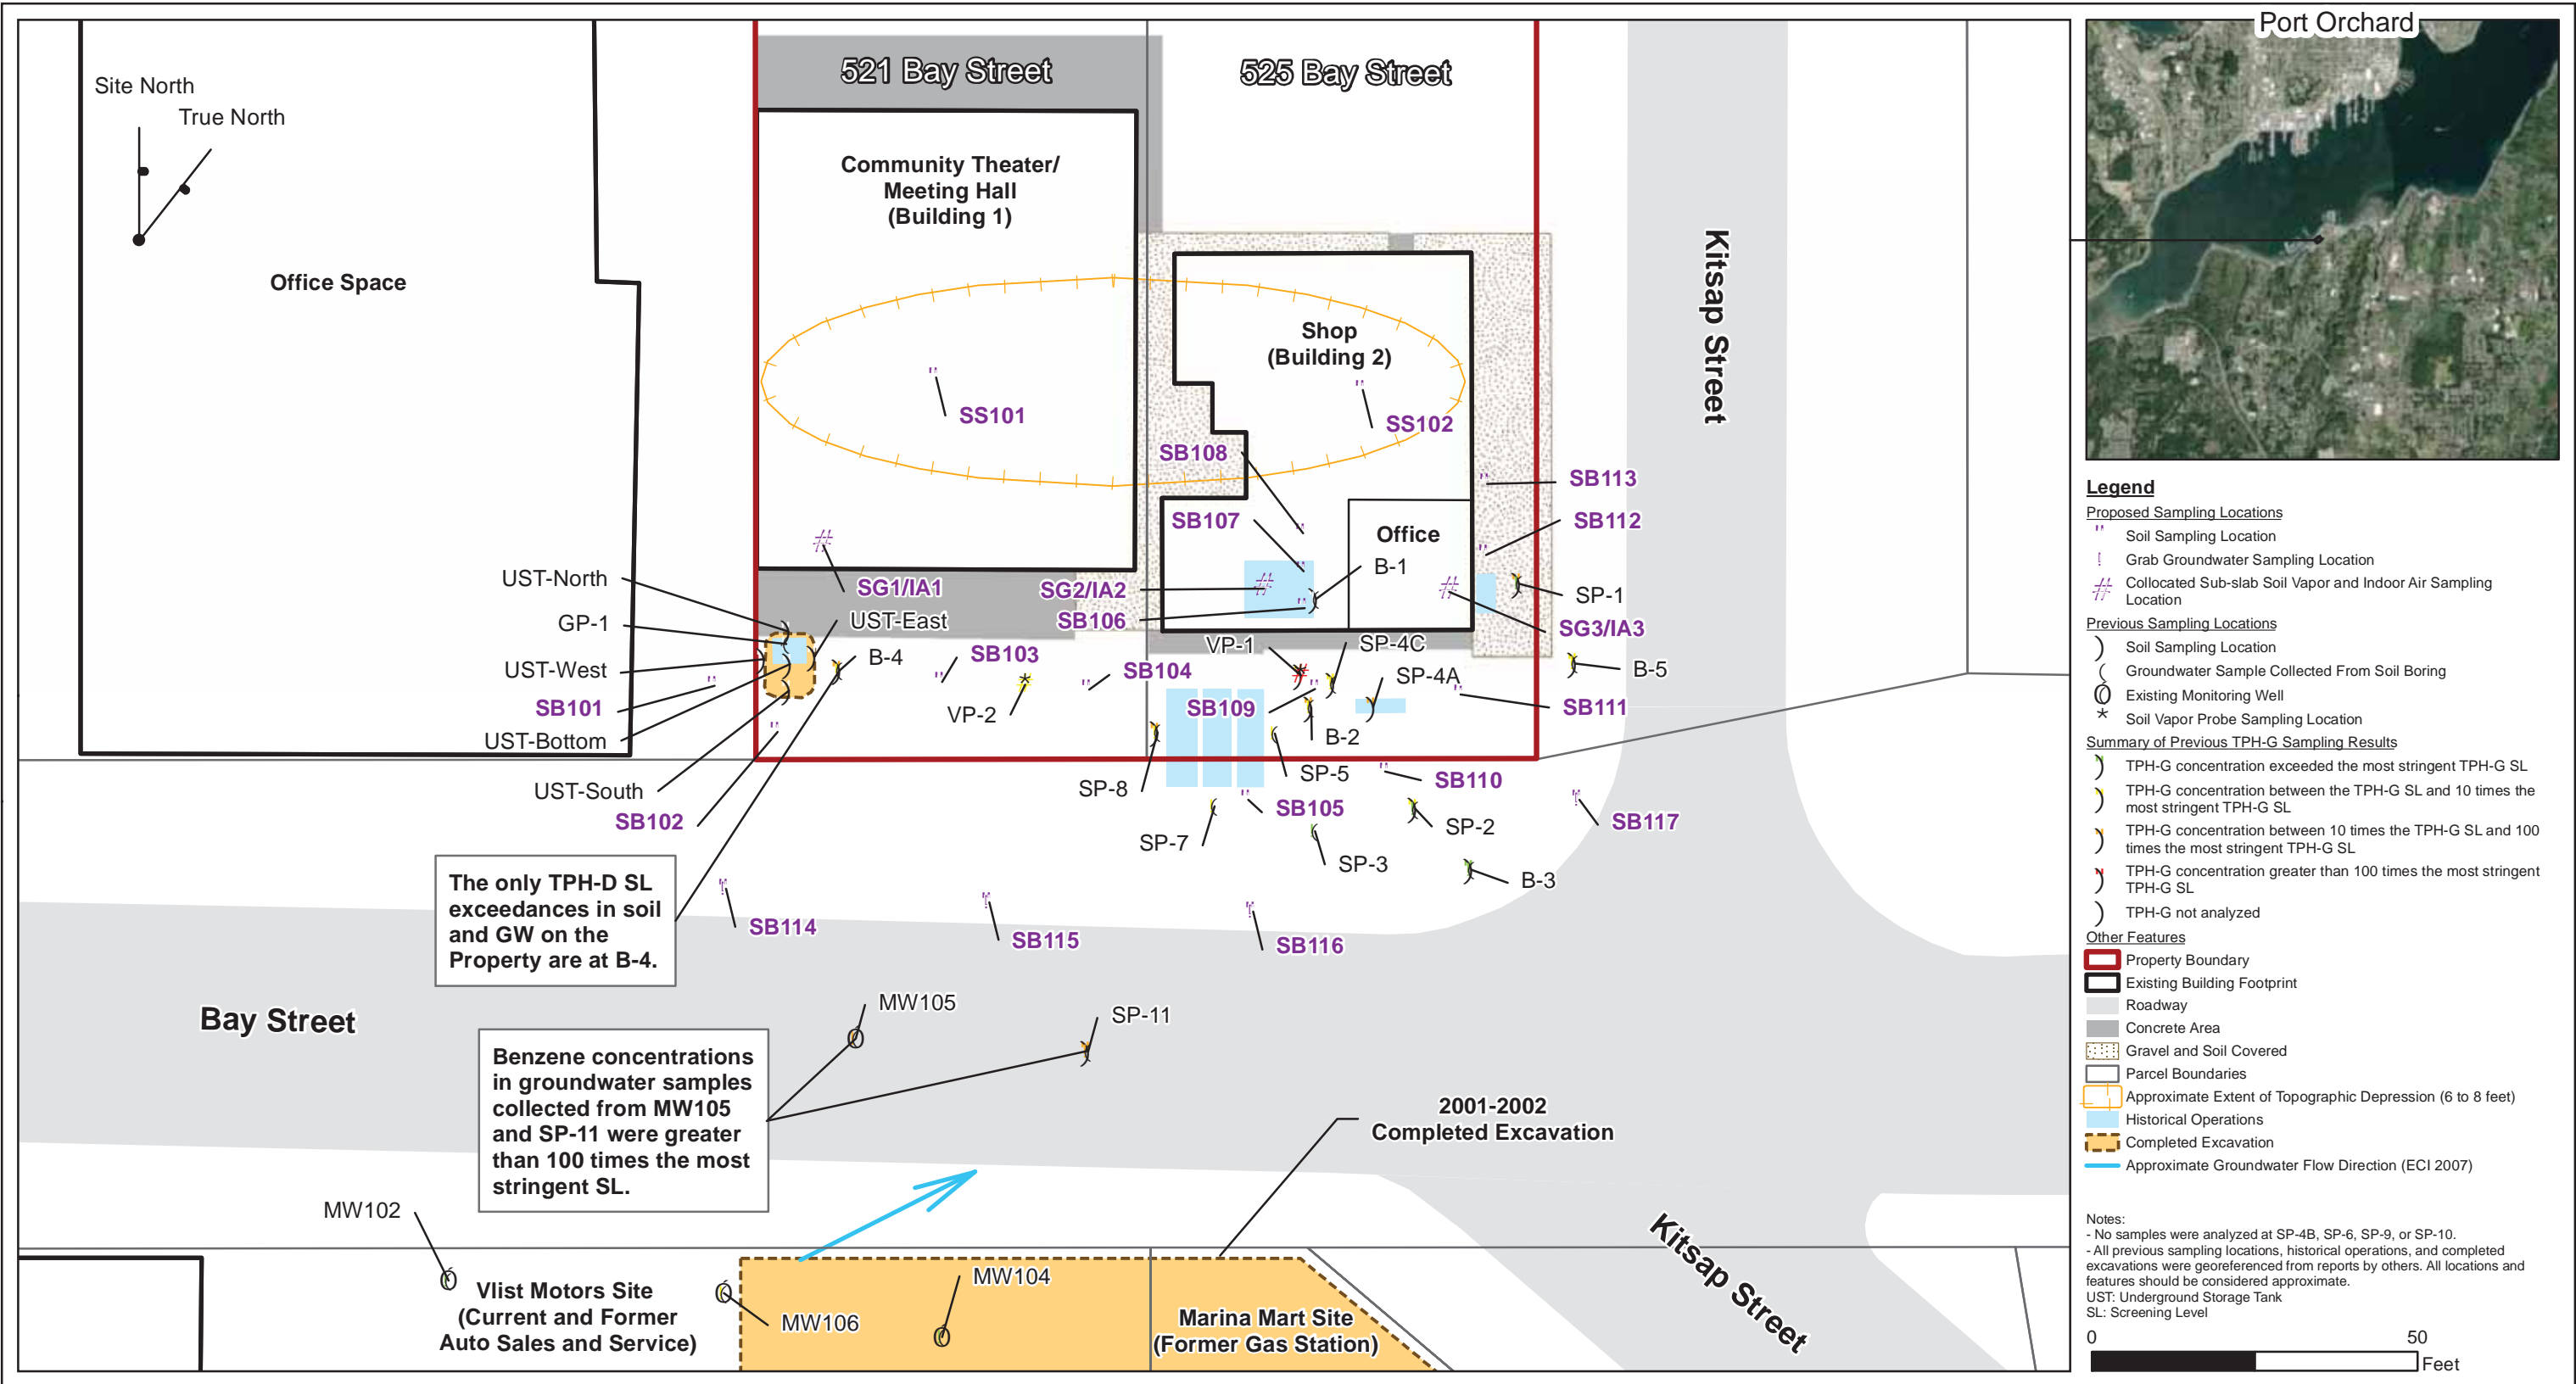 Port Orchard
521 Bay Street
525 Bay Street
Site North
True North
Community Theater/
Meeting Hall
(Building 1)
Office Space
Shop
(Building 2)
Kitsap Street
SS101
SS102
SB108
SB113
SB107
SB112
Office
B-1
UST-North
SG1/IA1
SG2/IA2
SP-1
GP-1
UST-East
SB106
SG3/IA3
VP-1
SP-4C
UST-West
B-4
SB103
SB104
SP-4A
B-5
SB101
VP-2
SB109
SB111
UST-Bottom
B-2
UST-South
SP-8
SP-5
SB110
SB102
SB105
SP-2
SB117
SP-7
SP-3
B-3
The only TPH-D SL
exceedances in soil
and GW on the
Property are at B-4.
SB114
SB115
SB116
Bay Street
MW105
SP-11
Benzene concentrations
in groundwater samples
collected from MW105
and SP-11 were greater
than 100 times the most
stringent SL.
2001-2002
Completed Excavation
MW102
Kitsap Street
Vlist Motors Site
(Current and Former
Auto Sales and Service)
MW106
MW104
Marina Mart Site
(Former Gas Station)
Legend
Proposed Sampling Locations
Soil Sampling Location
Grab Groundwater Sampling Location
Collocated Sub-slab Soil Vapor and Indoor Air Sampling
Location
Previous Sampling Locations
Soil Sampling Location
Groundwater Sample Collected From Soil Boring
Existing Monitoring Well
Soil Vapor Probe Sampling Location
Summary of Previous TPH-G Sampling Results
TPH-G concentration exceeded the most stringent TPH-G SL
TPH-G concentration between the TPH-G SL and 10 times the
most stringent TPH-G SL
TPH-G concentration between 10 times the TPH-G SL and 100
times the most stringent TPH-G SL
TPH-G concentration greater than 100 times the most stringent
TPH-G SL
TPH-G not analyzed
Other Features
Property Boundary
Existing Building Footprint
Roadway
Concrete Area
Gravel and Soil Covered
Parcel Boundaries
Approximate Extent of Topographic Depression (6 to 8 feet)
Historical Operations
Completed Excavation
Approximate Groundwater Flow Direction (ECI 2007)
Notes:
- No samples were analyzed at SP-4B, SP-6, SP-9, or SP-10.
- All previous sampling locations, historical operations, and completed
excavations were georeferenced from reports by others. All locations and
features should be considered approximate.
UST: Underground Storage Tank
SL: Screening Level
0 50
Feet